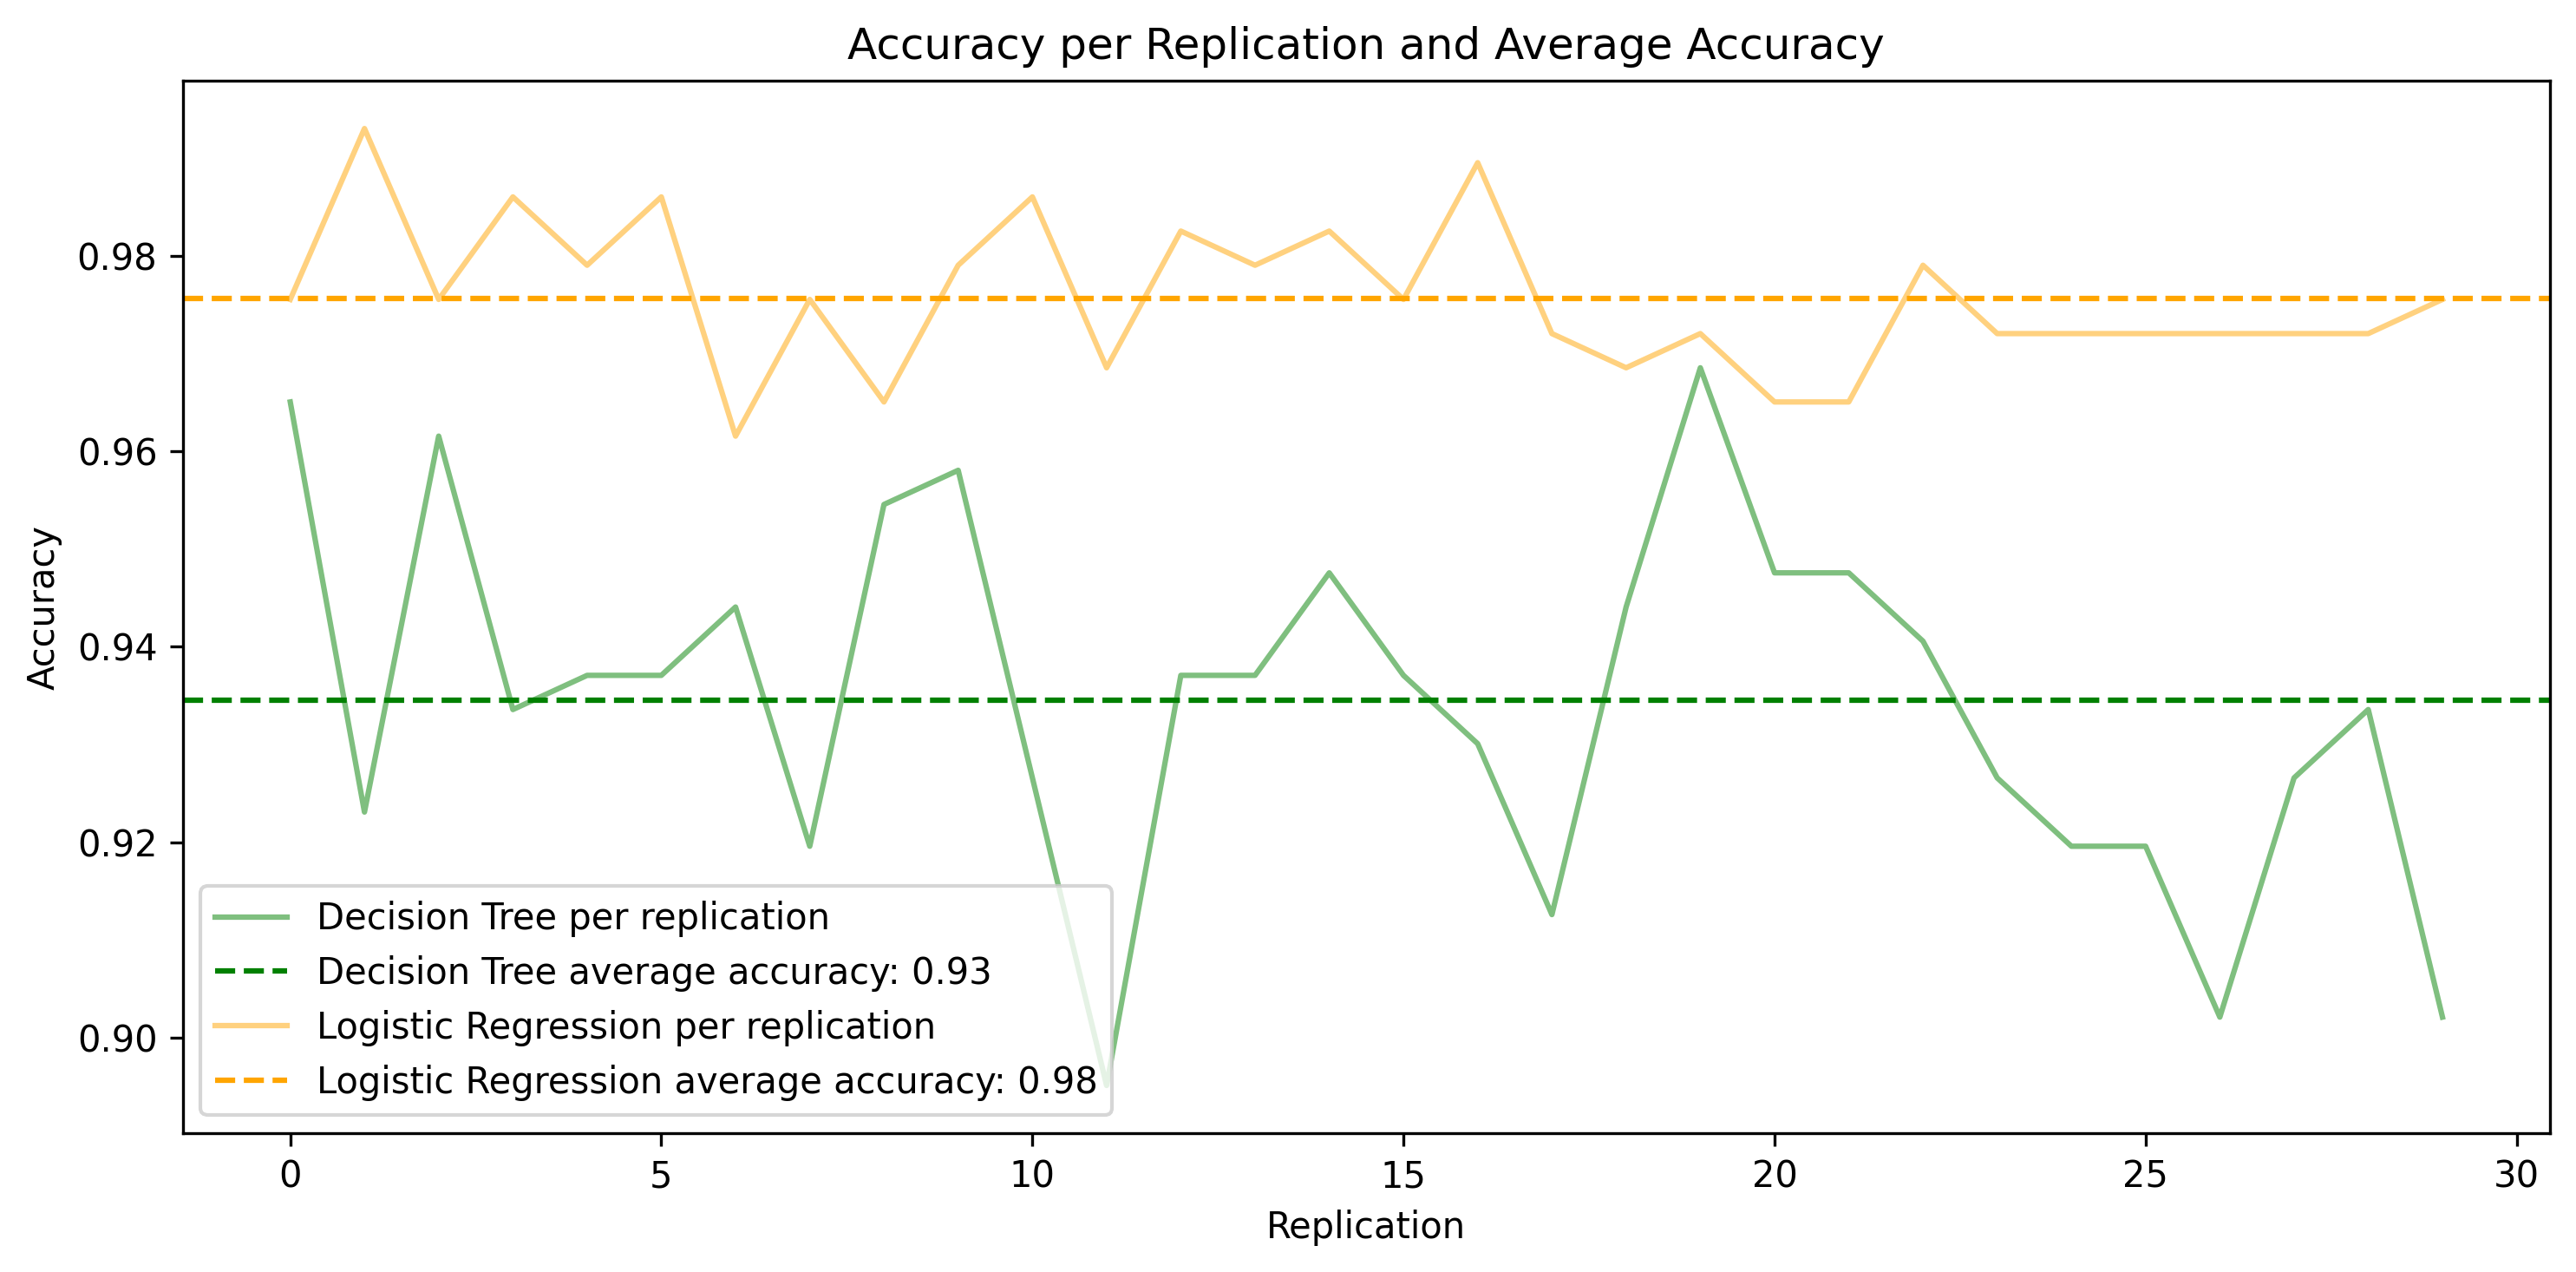 Accuracy per Replication and Average Accuracy
Accuracy
0.98
0.96
0.94
0.92
0.90
Decision Tree per replication
Decision Tree average accuracy: 0.93
Logistic Regression per replication
Logistic Regression average accuracy: 0.98
0 5 10 15 20 25 30
Replication